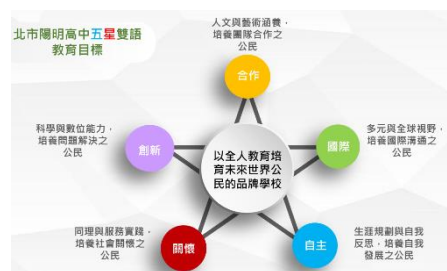 北市陽明高中五星雙語
教育目標
人文與藝術涵養，
培養團隊合作之
公民
合作
科學與數位能力，
培養問題解決之
公民
創新
多元與全球視野，
培養國際溝通之
公民
國際
以全人教育培
育未來世界公
民的品牌學校
同理與服務實踐，
培養社會關懷之
公民
關懷
自主
生涯規劃與自我
反思，培養自我
發展之公民